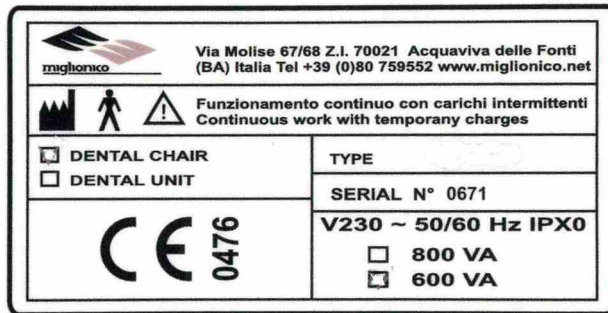 miglionico
Via Molise 67/68 Z.I. 70021 Acquaviva delle Fonti
(BA) Italia Tel +39 (0)80 759552 www.miglionico.net
Funzionamento continuo con carichi intermittenti
Continuous work with temporany charges
DENTAL CHAIR
DENTAL UNIT
CE 0476
TYPE
SERIAL N° 0671
V230 ~ 50/60 Hz IPX0
800 VA
600 VA